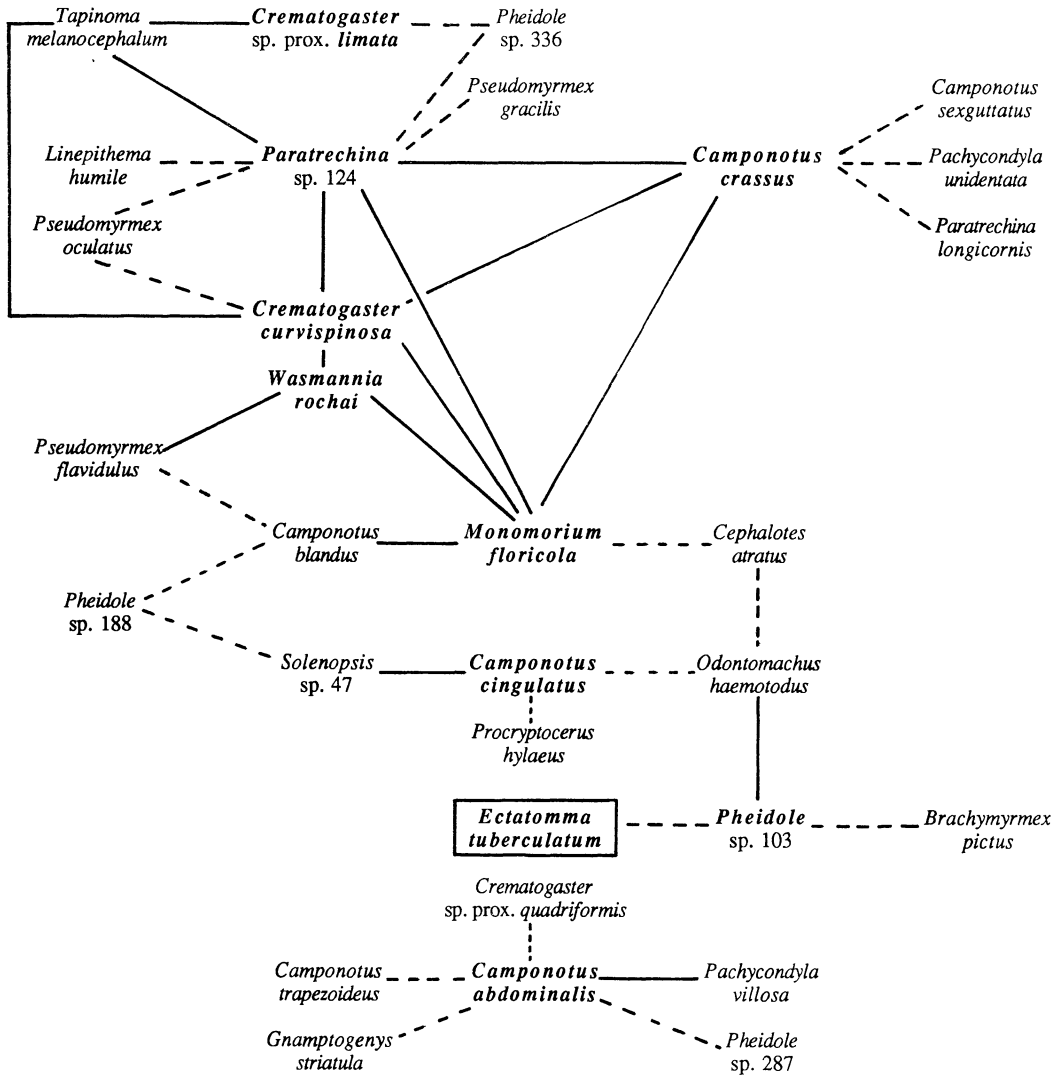 Tapinoma
melanocephalum
Crematogaster
sp. prox. limata
Pheidole
sp. 336
Pseudomyrmex
gracilis
Camponotus
sexguttatus
Linepithema
humile
Paratrechina
sp. 124
Camponotus
crassus
Pachycondyla
unidentata
Pseudomyrmex
oculatus
Paratrechina
longicornis
Crematogaster
curvispinosa
Wasmannia
rochai
Pseudomyrmex
flavidulus
Camponotus
blandus
Monomorium
floricola
Cephalotes
atratus
Pheidole
sp. 188
Solenopsis
sp. 47
Camponotus
cingulatus
Odontomachus
haemotodus
Procryptocerus
hylaeus
Ectatomma
tuberculatum
Pheidole
sp. 103
Brachymyrmex
pictus
Crematogaster
sp. prox. quadriformis
Camponotus
trapezoideus
Camponotus
abdominalis
Pachycondyla
villosa
Gnamptogenys
striatula
Pheidole
sp. 287